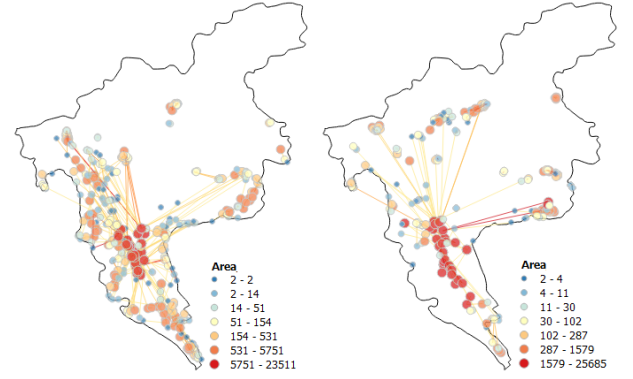 Area
2 - 2
2 - 14
14 - 51
51 - 154
154 - 531
531 - 5751
5751 - 23511
Area
2 - 4
4 - 11
11 - 30
30 - 102
102 - 287
287 - 1579
1579 - 25685